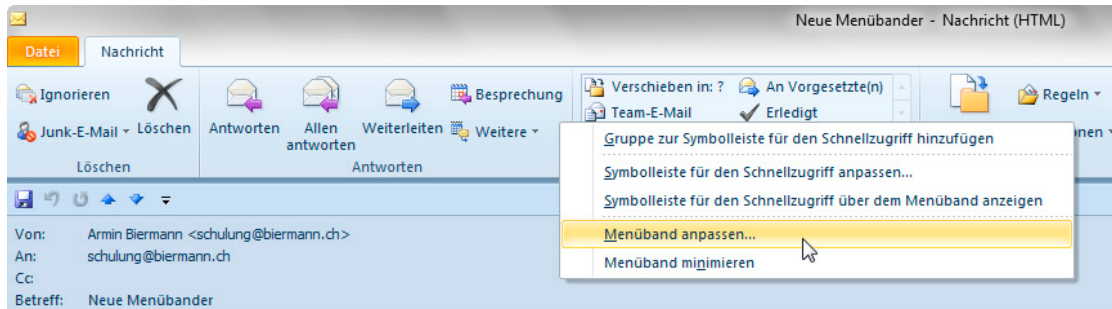 Neue Menübander - Nachricht (HTML)
Datei Nachricht
Ignorieren
Junk-E-Mail
Löschen
Löschen
Antworten
Allen antworten
Weiterleiten
Besprechung
Weitere
Antworten
Verschieben in: ?
An Vorgesetzte(n)
Team-E-Mail
Erledigt
Regeln
Gruppe zur Symbolleiste für den Schnellzugriff hinzufügen
Symbolleiste für den Schnellzugriff anpassen...
Symbolleiste für den Schnellzugriff über dem Menüband anzeigen
Menüband anpassen...
Menüband minimieren
Von: Armin Biermann <schulung@biermann.ch>
An: schulung@biermann.ch
Cc:
Betreff: Neue Menübander